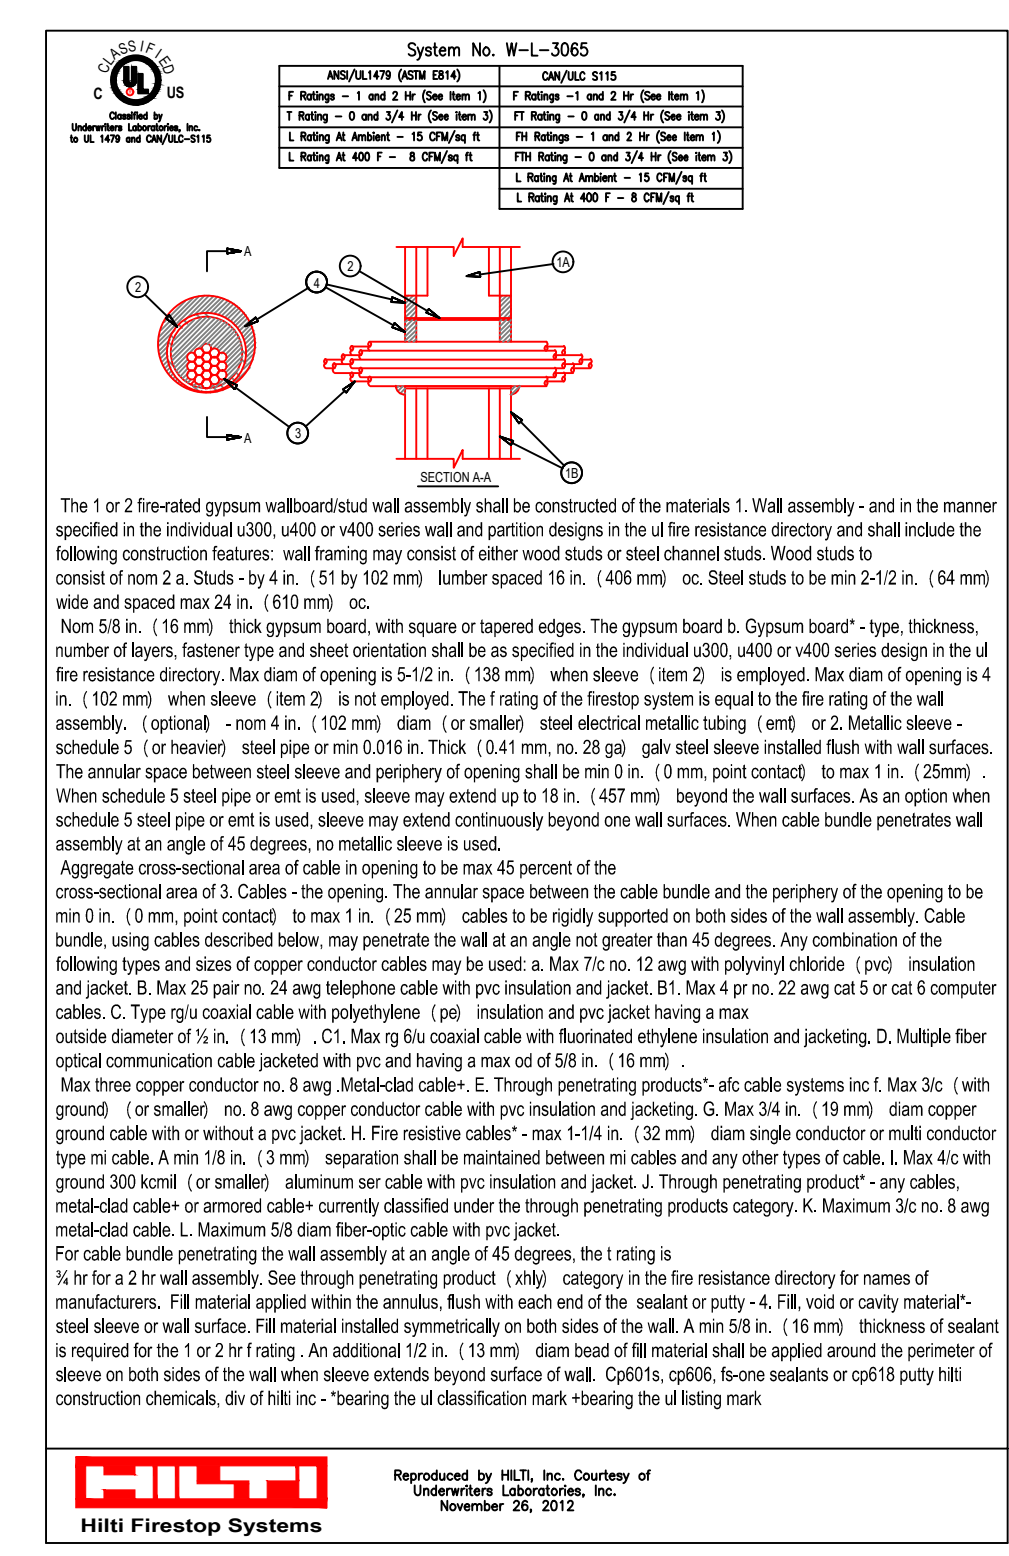 System No. W-L-3065
CLASSIFIED
UL
C US
Classified by
Underwriters Laboratories, Inc.
to UL 1479 and CAN/ULC-S115
ANSI/UL1479 (ASTM E814) CAN/ULC S115
F Ratings - 1 and 2 Hr (See Item 1) F Ratings -1 and 2 Hr (See Item 1)
T Rating - 0 and 3/4 Hr (See item 3) FT Rating - 0 and 3/4 Hr (See item 3)
L Rating At Ambient - 15 CFM/sq ft FH Ratings - 1 and 2 Hr (See Item 1)
L Rating At 400 F - 8 CFM/sq ft FTH Rating - 0 and 3/4 Hr (See item 3)
L Rating At Ambient - 15 CFM/sq ft
L Rating At 400 F - 8 CFM/sq ft
A
2
4
2
1A
3
A
1B
SECTION A-A
The 1 or 2 fire-rated gypsum wallboard/stud wall assembly shall be constructed of the materials 1. Wall assembly - and in the manner
specified in the individual u300, u400 or v400 series wall and partition designs in the ul fire resistance directory and shall include the
following construction features: wall framing may consist of either wood studs or steel channel studs. Wood studs to
consist of nom 2 a. Studs - by 4 in. (51 by 102 mm) lumber spaced 16 in. (406 mm) oc. Steel studs to be min 2-1/2 in. (64 mm)
wide and spaced max 24 in. (610 mm) oc.
Nom 5/8 in. (16 mm) thick gypsum board, with square or tapered edges. The gypsum board b. Gypsum board* - type, thickness,
number of layers, fastener type and sheet orientation shall be as specified in the individual u300, u400 or v400 series design in the ul
fire resistance directory. Max diam of opening is 5-1/2 in. (138 mm) when sleeve (item 2) is employed. Max diam of opening is 4
in. (102 mm) when sleeve (item 2) is not employed. The f rating of the firestop system is equal to the fire rating of the wall
assembly. (optional) - nom 4 in. (102 mm) diam (or smaller) steel electrical metallic tubing (emt) or 2. Metallic sleeve -
schedule 5 (or heavier) steel pipe or min 0.016 in. Thick (0.41 mm, no. 28 ga) galv steel sleeve installed flush with wall surfaces.
The annular space between steel sleeve and periphery of opening shall be min 0 in. (0 mm, point contact) to max 1 in. (25mm) .
When schedule 5 steel pipe or emt is used, sleeve may extend up to 18 in. (457 mm) beyond the wall surfaces. As an option when
schedule 5 steel pipe or emt is used, sleeve may extend continuously beyond one wall surfaces. When cable bundle penetrates wall
assembly at an angle of 45 degrees, no metallic sleeve is used.
Aggregate cross-sectional area of cable in opening to be max 45 percent of the
cross-sectional area of 3. Cables - the opening. The annular space between the cable bundle and the periphery of the opening to be
min 0 in. (0 mm, point contact) to max 1 in. (25 mm) cables to be rigidly supported on both sides of the wall assembly. Cable
bundle, using cables described below, may penetrate the wall at an angle not greater than 45 degrees. Any combination of the
following types and sizes of copper conductor cables may be used: a. Max 7/c no. 12 awg with polyvinyl chloride (pvc) insulation
and jacket. B. Max 25 pair no. 24 awg telephone cable with pvc insulation and jacket. B1. Max 4 pr no. 22 awg cat 5 or cat 6 computer
cables. C. Type rg/u coaxial cable with polyethylene (pe) insulation and pvc jacket having a max
outside diameter of ½ in. (13 mm) . C1. Max rg 6/u coaxial cable with fluorinated ethylene insulation and jacketing. D. Multiple fiber
optical communication cable jacketed with pvc and having a max od of 5/8 in. (16 mm) .
Max three copper conductor no. 8 awg .Metal-clad cable+. E. Through penetrating products*- afc cable systems inc f. Max 3/c (with
ground) (or smaller) no. 8 awg copper conductor cable with pvc insulation and jacketing. G. Max 3/4 in. (19 mm) diam copper
ground cable with or without a pvc jacket. H. Fire resistive cables* - max 1-1/4 in. (32 mm) diam single conductor or multi conductor
type mi cable. A min 1/8 in. (3 mm) separation shall be maintained between mi cables and any other types of cable. I. Max 4/c with
ground 300 kcmil (or smaller) aluminum ser cable with pvc insulation and jacket. J. Through penetrating product* - any cables,
metal-clad cable+ or armored cable+ currently classified under the through penetrating products category. K. Maximum 3/c no. 8 awg
metal-clad cable. L. Maximum 5/8 diam fiber-optic cable with pvc jacket.
For cable bundle penetrating the wall assembly at an angle of 45 degrees, the t rating is
¾ hr for a 2 hr wall assembly. See through penetrating product (xhly) category in the fire resistance directory for names of
manufacturers. Fill material applied within the annulus, flush with each end of the sealant or putty - 4. Fill, void or cavity material*-
steel sleeve or wall surface. Fill material installed symmetrically on both sides of the wall. A min 5/8 in. (16 mm) thickness of sealant
is required for the 1 or 2 hr f rating . An additional 1/2 in. (13 mm) diam bead of fill material shall be applied around the perimeter of
sleeve on both sides of the wall when sleeve extends beyond surface of wall. Cp601s, cp606, fs-one sealants or cp618 putty hilti
construction chemicals, div of hilti inc - *bearing the ul classification mark +bearing the ul listing mark
HILTI
Hilti Firestop Systems
Reproduced by HILTI, Inc. Courtesy of
Underwriters Laboratories, Inc.
November 26, 2012